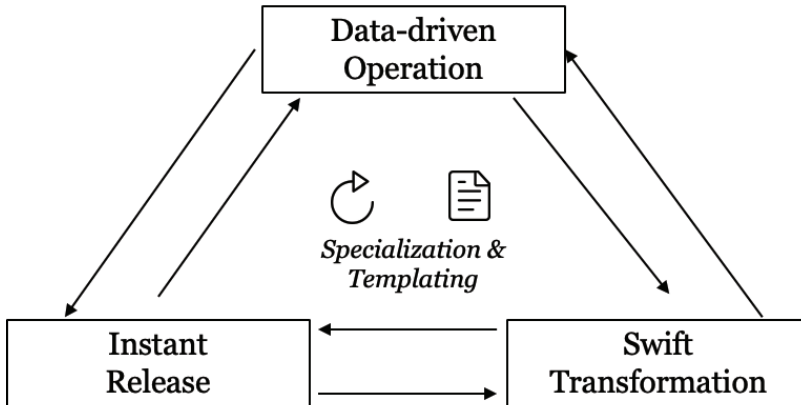 Data-driven
Operation
Specialization &
Templating
Instant
Release
Swift
Transformation